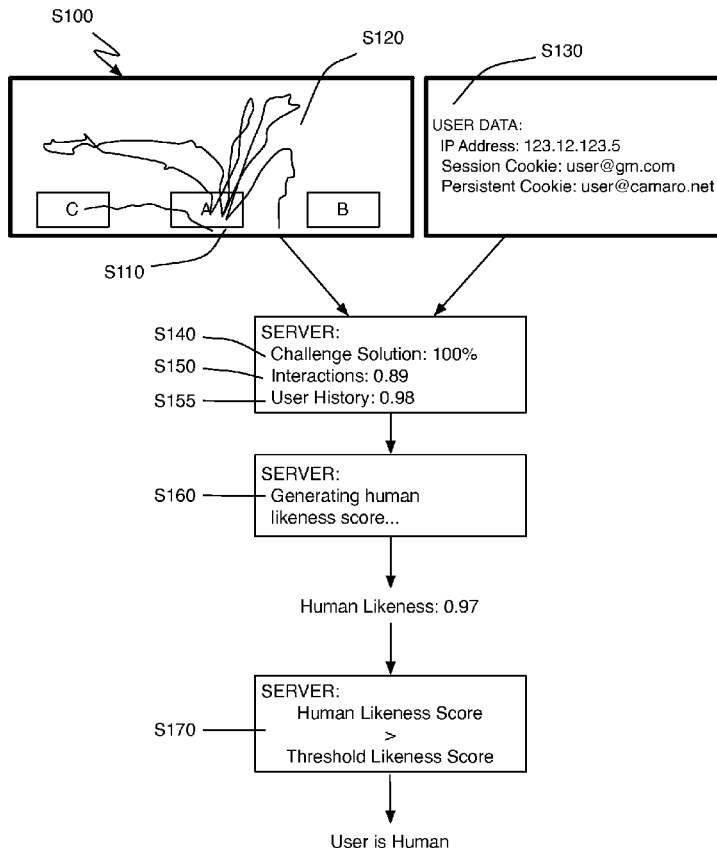 S100
S120
S130
USER DATA:
IP Address: 123.12.123.5
Session Cookie: user@gm.com
Persistent Cookie: user@camaro.net
C
A
B
S110
SERVER:
S140
Challenge Solution: 100%
S150
Interactions: 0.89
S155
User History: 0.98
SERVER:
S160
Generating human
likeness score...
Human Likeness: 0.97
SERVER:
Human Likeness Score
S170
>
Threshold Likeness Score
User is Human